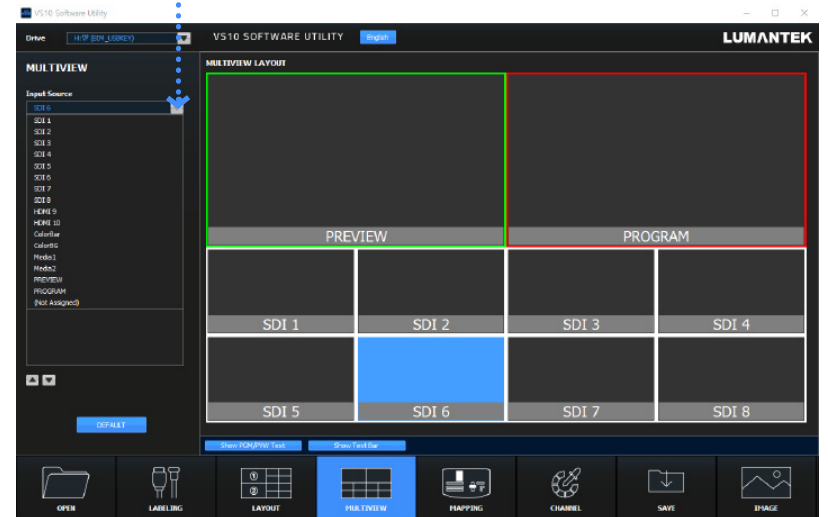 VS10 Software Utility
Drive
H:\ (BDM_USBKEY)
VS10 SOFTWARE UTILITY
English
LUMANTEK
MULTIVIEW
MULTIVIEW LAYOUT
Input Source
SDI 6
SDI 1
SDI 2
SDI 3
SDI 4
SDI 5
SDI 6
SDI 7
SDI 8
HDMI 9
HDMI 10
ColorBar
ColorBG
Media1
Media2
PREVIEW
PROGRAM
(Not Assigned)
DEFAULT
PREVIEW
PROGRAM
SDI 1
SDI 2
SDI 3
SDI 4
SDI 5
SDI 6
SDI 7
SDI 8
Show PGM/PVW Text
Show Text Bar
OPEN
LABELING
LAYOUT
MULTIVIEW
MAPPING
CHANNEL
SAVE
IMAGE